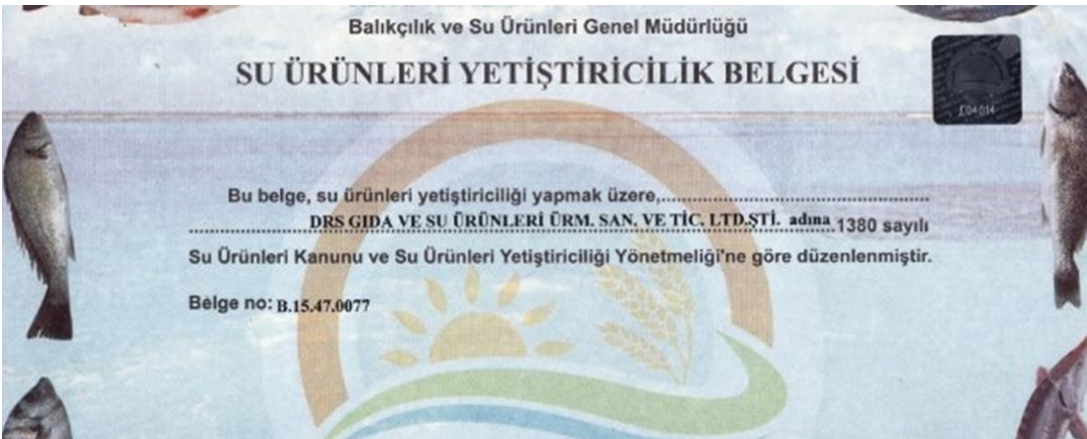 Balıkçılık ve Su Ürünleri Genel Müdürlüğü
SU ÜRÜNLERİ YETİŞTİRİCİLİK BELGESİ
E04014
Bu belge, su ürünleri yetiştiriciliği yapmak üzere,..........................................
DRS GIDA VE SU ÜRÜNLERİ ÜRM. SAN. VE TİC. LTD.ŞTİ. adına 1380 sayılı
Su Ürünleri Kanunu ve Su Ürünleri Yetiştiriciliği Yönetmeliği'ne göre düzenlenmiştir.
Belge no: B.15.47.0077